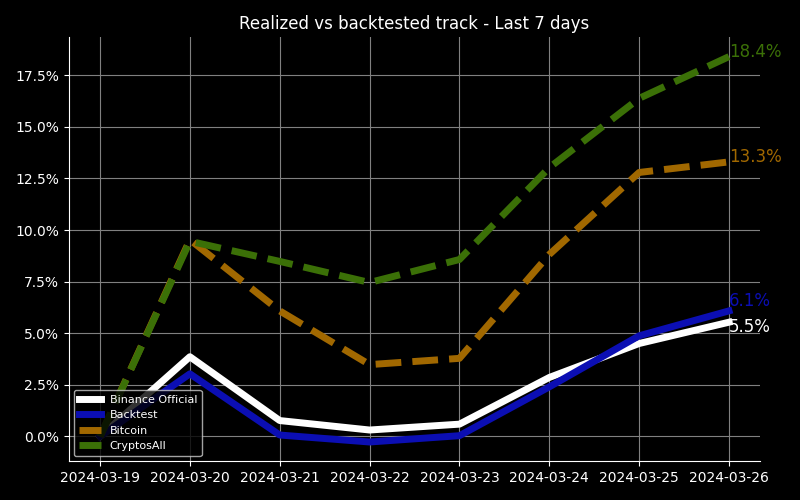 Realized vs backtested track - Last 7 days
18.4%
17.5%
15.0%
13.3%
12.5%
10.0%
7.5%
6.1%
5.5%
5.0%
2.5%
0.0%
Binance Official
Backtest
Bitcoin
CryptosAll
2024-03-19 2024-03-20 2024-03-21 2024-03-22 2024-03-23 2024-03-24 2024-03-25 2024-03-26